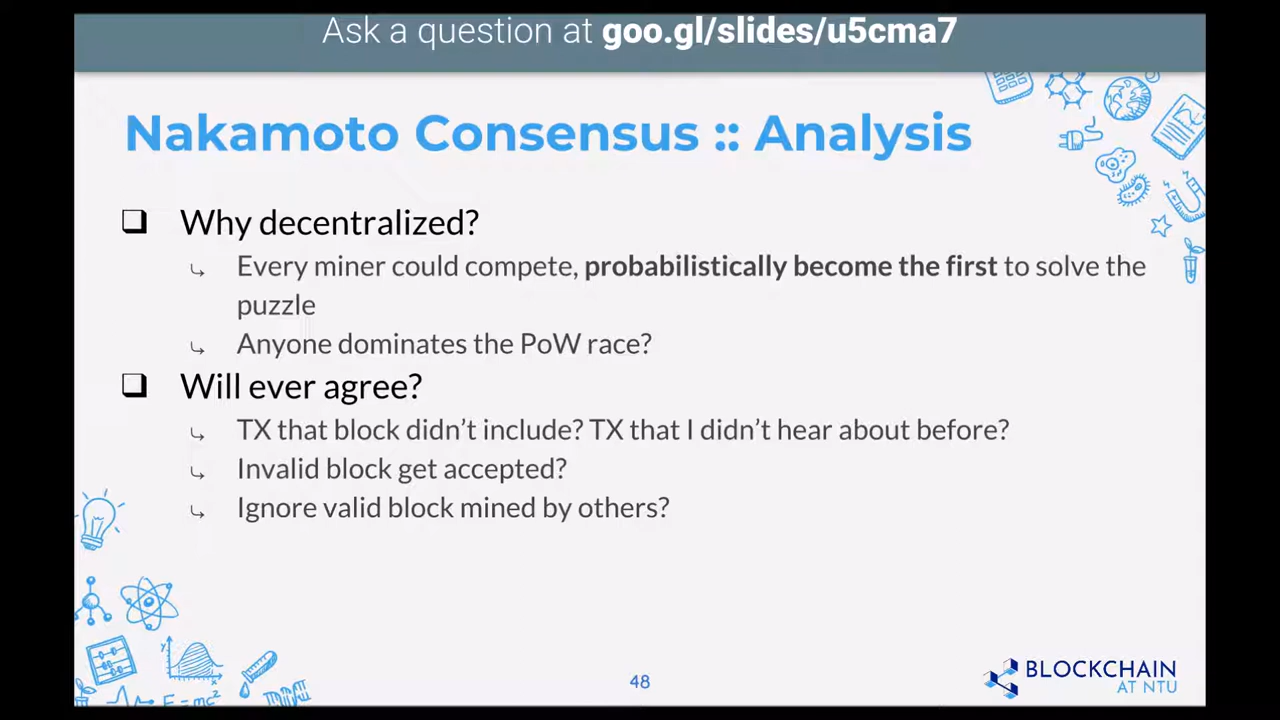 Ask a question at goo.gl/slides/u5cma7
Nakamoto Consensus :: Analysis
❏ Why decentralized?
↳ Every miner could compete, probabilistically become the first to solve the
puzzle
↳ Anyone dominates the PoW race?
❏ Will ever agree?
↳ TX that block didn't include? TX that I didn't hear about before?
↳ Invalid block get accepted?
↳ Ignore valid block mined by others?
y
x
E=mc²
48
BLOCKCHAIN
AT NTU